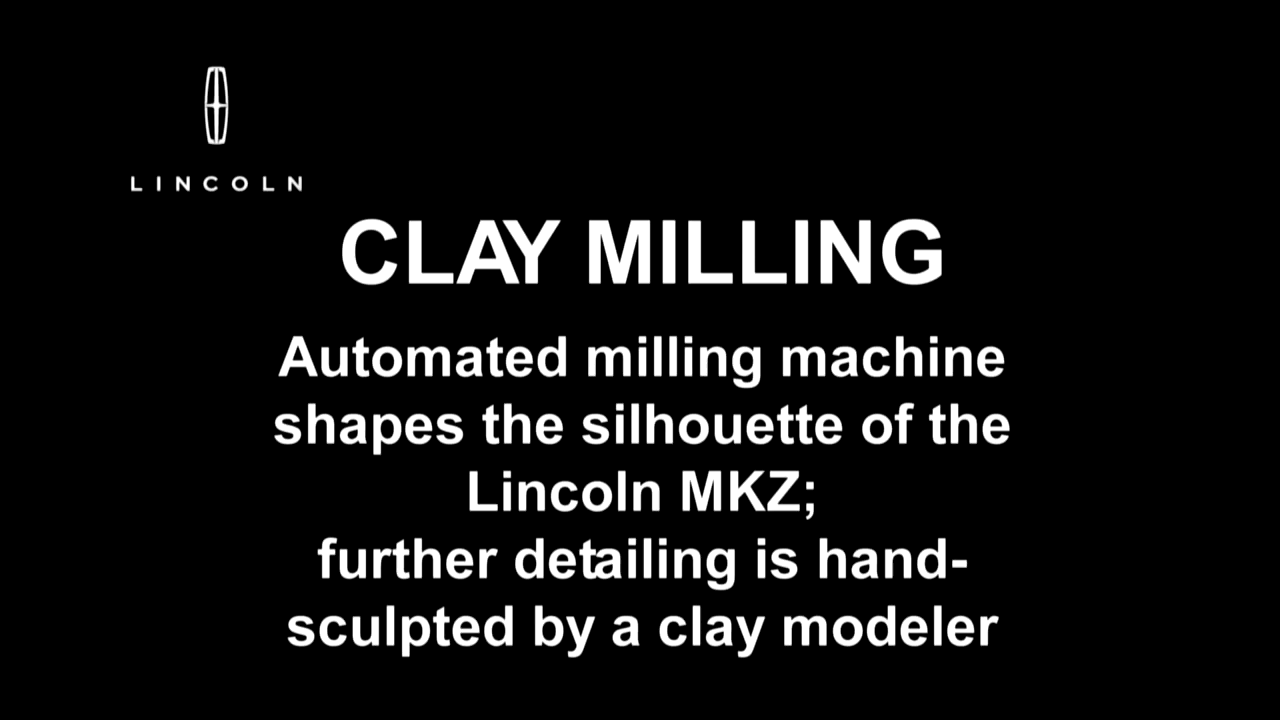 LINCOLN
CLAY MILLING
Automated milling machine
shapes the silhouette of the
Lincoln MKZ;
further detailing is hand-
sculpted by a clay modeler